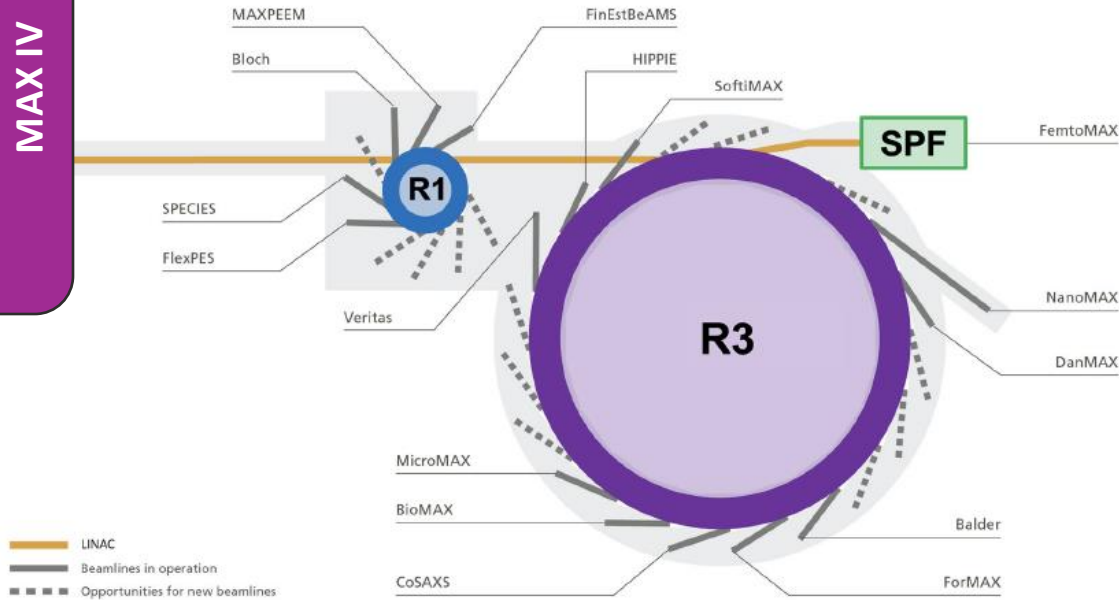 MAX IV
MAXPEEM
FinEstBeAMS
Bloch
HIPPIE
SoftiMAX
SPF
FemtoMAX
R1
SPECIES
FlexPES
Veritas
NanoMAX
R3
DanMAX
MicroMAX
BioMAX
Balder
CoSAXS
ForMAX
LINAC
Beamlines in operation
Opportunities for new beamlines